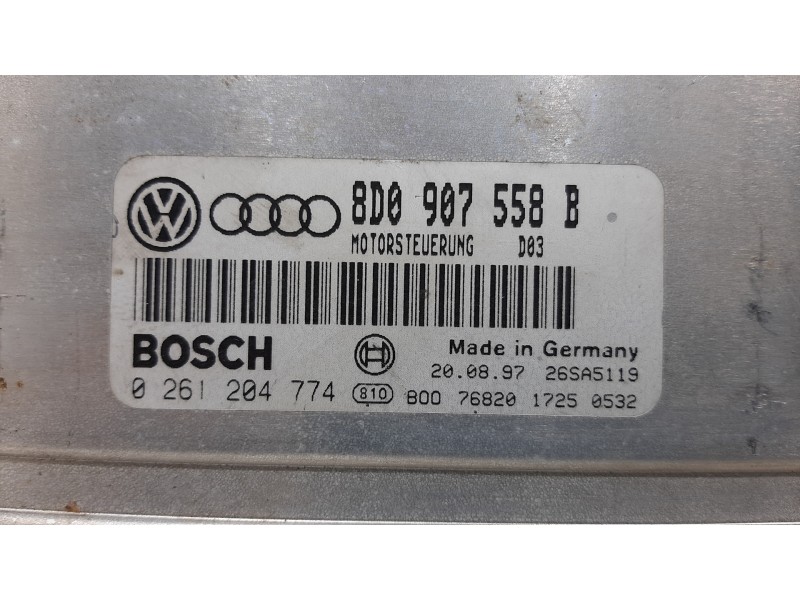 8D0 907 558 B
MOTORSTEUERUNG D03
BOSCH
Made in Germany
20.08.97 26SA5119
0 261 204 774 810 800 76820 1725 0532